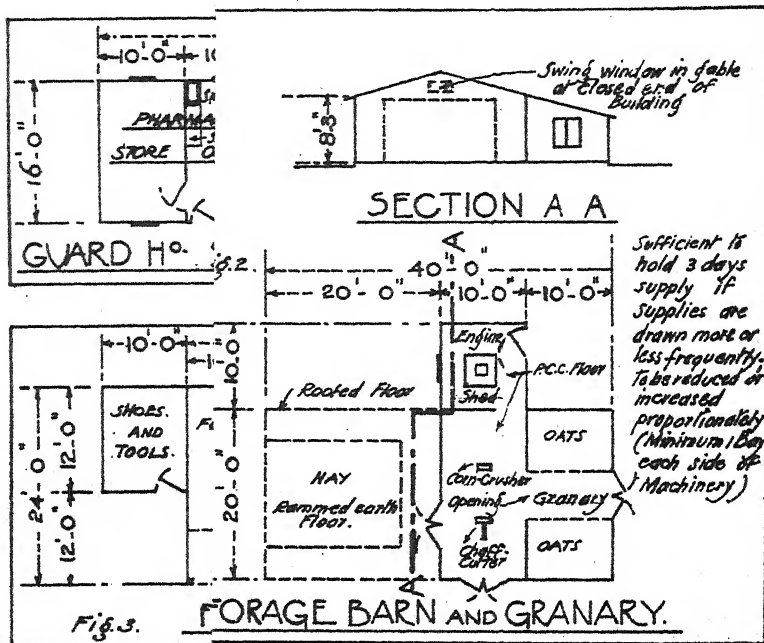 10'-0"
10
16'-0"
PHARMA
STORE
GUARD Ho.
Swing window in gable
at closed end of
Building
8'-3"
SECTION A A
g.2.
A
40'-0"
20'-0"
10'-0"
10'-0"
Sufficient to
hold 3 days
supply if
supplies are
drawn more or
less frequently.
To be reduced or
increased
proportionately
(Minimum 1 Bay
each side of
Machinery)
10'-0"
Engine
Shed
P.C.C. Floor
Roofed Floor
10'-0"
SHOES.
AND
TOOLS.
24'-0"
12'-0"
12'-0"
20'-0"
HAY
Rammed earth
Floor.
OATS
Corn-Crusher
Opening
Granary
Chaff-
Cutter
OATS
A
Fig. 3.
FORAGE BARN AND GRANARY.